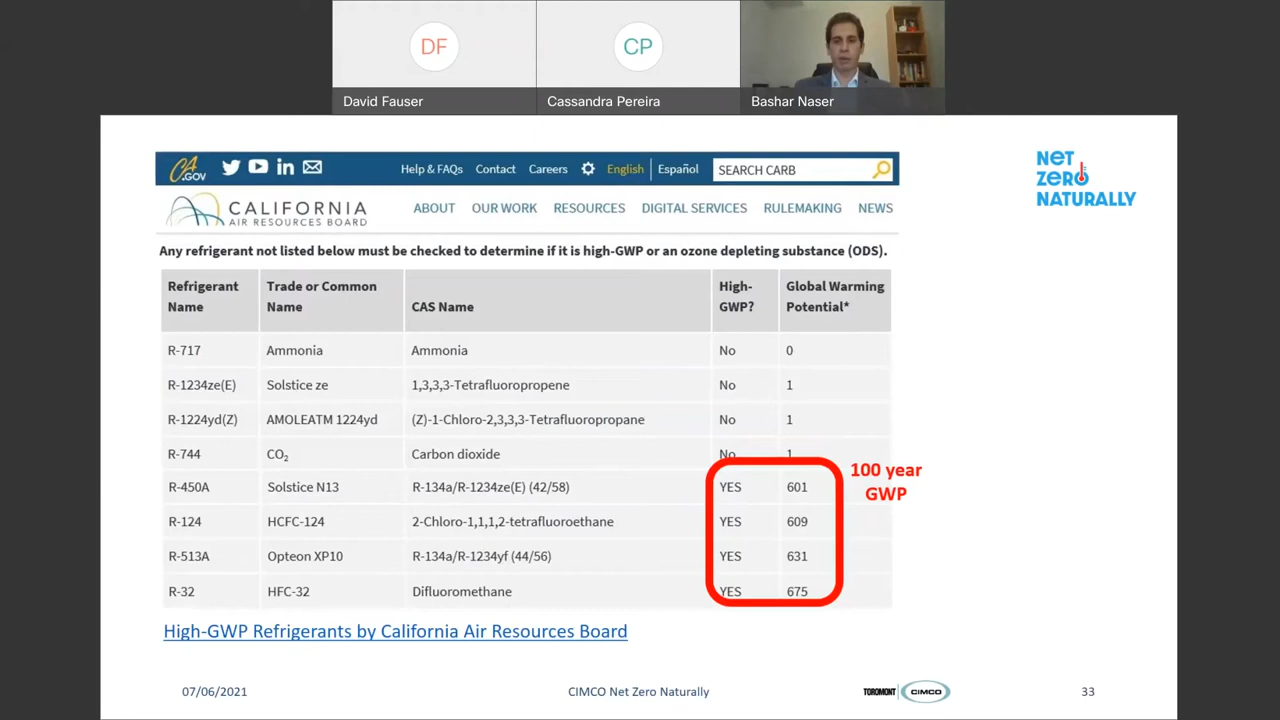 DF
CP
David Fauser
Cassandra Pereira
Bashar Naser
CA
.GOV
Help & FAQs
Contact
Careers
English
Español
SEARCH CARB
CALIFORNIA
AIR RESOURCES BOARD
ABOUT
OUR WORK
RESOURCES
DIGITAL SERVICES
RULEMAKING
NEWS
NET
ZERO
NATURALLY
Any refrigerant not listed below must be checked to determine if it is high-GWP or an ozone depleting substance (ODS).
Refrigerant Name Trade or Common Name CAS Name High-GWP? Global Warming Potential*
R-717 Ammonia Ammonia No 0
R-1234ze(E) Solstice ze 1,3,3,3-Tetrafluoropropene No 1
R-1224yd(Z) AMOLEATM 1224yd (Z)-1-Chloro-2,3,3,3-Tetrafluoropropane No 1
R-744 CO₂ Carbon dioxide No 1
R-450A Solstice N13 R-134a/R-1234ze(E) (42/58) YES 601
R-124 HCFC-124 2-Chloro-1,1,1,2-tetrafluoroethane YES 609
R-513A Opteon XP10 R-134a/R-1234yf (44/56) YES 631
R-32 HFC-32 Difluoromethane YES 675
100 year
GWP
High-GWP Refrigerants by California Air Resources Board
07/06/2021
CIMCO Net Zero Naturally
TOROMONT
CIMCO
33